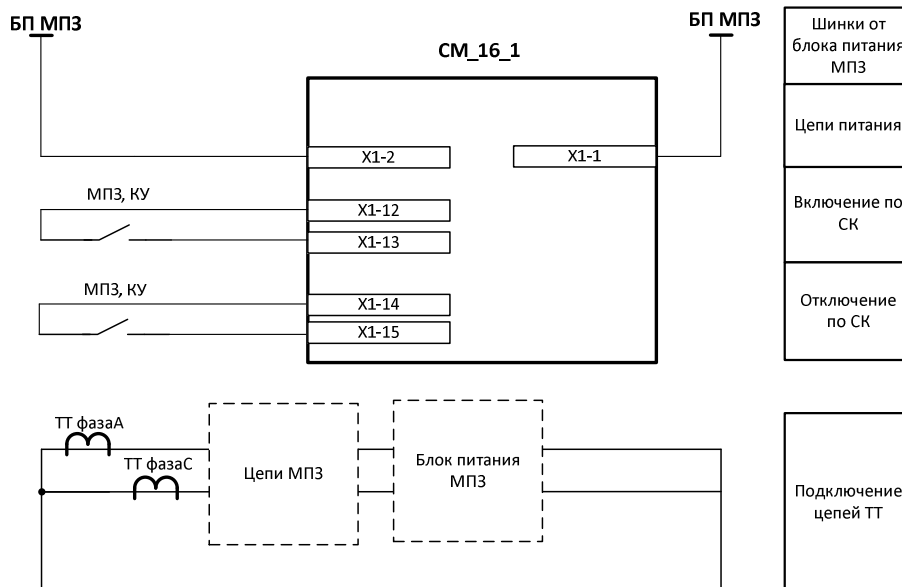 БП МПЗ
БП МПЗ
СМ_16_1
X1-2
X1-1
МПЗ, КУ
X1-12
X1-13
МПЗ, КУ
X1-14
X1-15
Шинки от
блока питания
МПЗ
Цепи питания
Включение по
СК
Отключение
по СК
ТТ фазаА
ТТ фазаС
Цепи МПЗ
Блок питания
МПЗ
Подключение
цепей ТТ